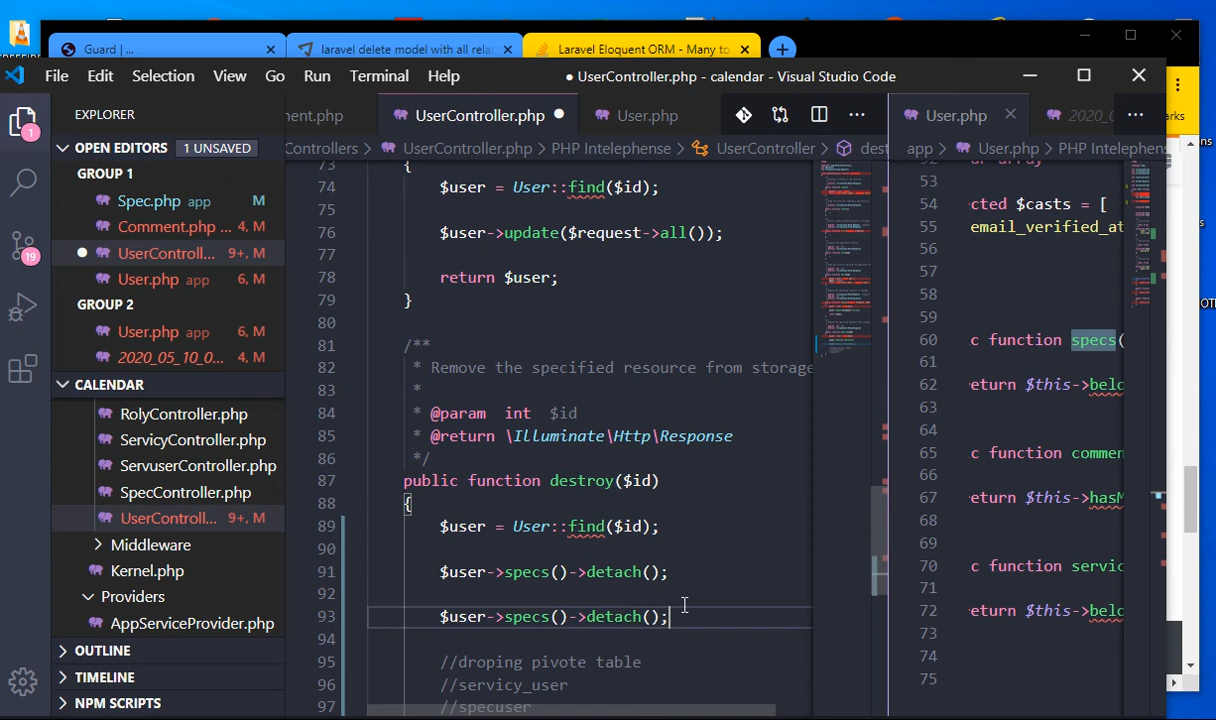 Guard | ...
laravel delete model with all rela
Laravel Eloquent ORM - Many to
File Edit Selection View Go Run Terminal Help
● UserController.php - calendar - Visual Studio Code
EXPLORER
OPEN EDITORS 1 UNSAVED
GROUP 1
Spec.php app M
Comment.php ... 4, M
UserControll... 9+, M
User.php app 6, M
GROUP 2
User.php app 6, M
2020_05_10_0... 4, M
CALENDAR
RolyController.php
ServicyController.php
ServuserController.php
SpecController.php
UserControll... 9+, M
Middleware
Kernel.php
Providers
AppServiceProvider.php
OUTLINE
TIMELINE
NPM SCRIPTS
1
19
ment.php UserController.php User.php
Controllers > UserController.php > PHP Intelephense > UserController > dest
73 {
74 $user = User::find($id);
75
76 $user->update($request->all());
77
78 return $user;
79 }
80
81 /**
82 * Remove the specified resource from storage
83 *
84 * @param int $id
85 * @return \Illuminate\Http\Response
86 */
87 public function destroy($id)
88 {
89 $user = User::find($id);
90
91 $user->specs()->detach();
92
93 $user->specs()->detach();
94
95 //droping pivote table
96 //servicy_user
97 //specuser
User.php 2020_0
app > User.php > PHP Intelephens
53
54 cted $casts = [
55 email_verified_at
56
57
58
59
60 c function specs(
61
62 eturn $this->belo
63
64
65 c function commen
66
67 eturn $this->hasM
68
69
70 c function servic
71
72 eturn $this->belo
73
74
75
arks